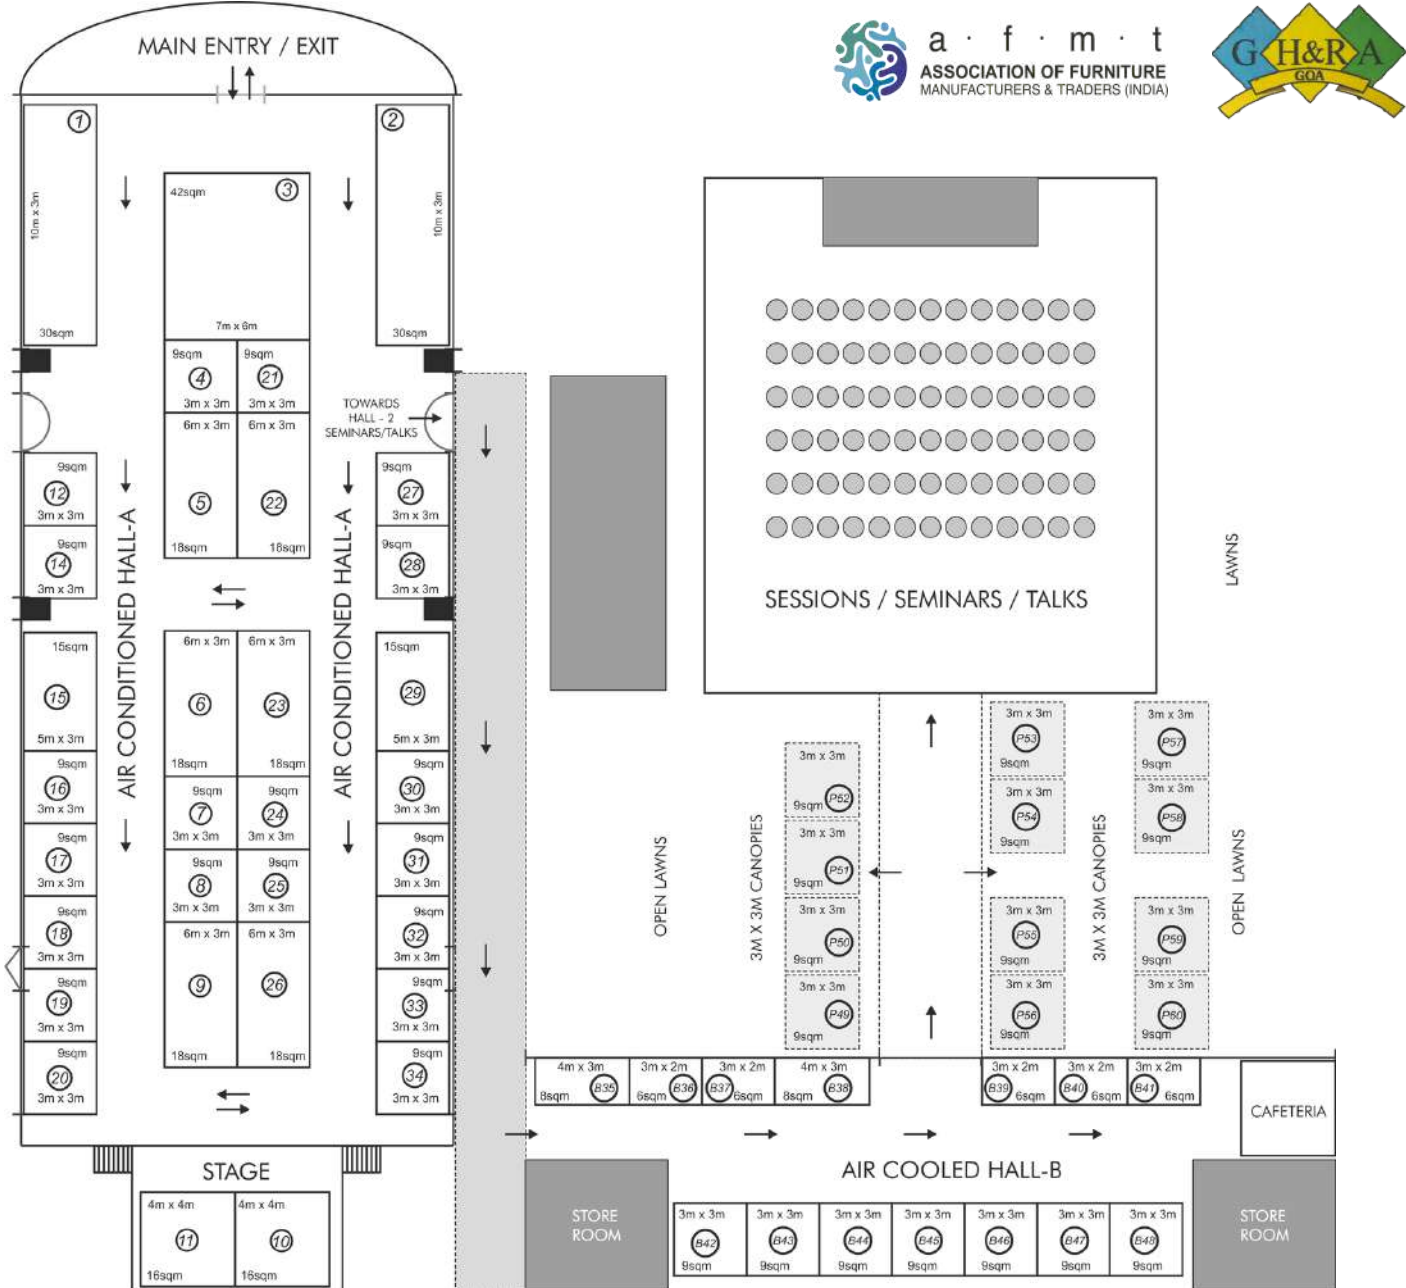 MAIN ENTRY / EXIT
a · f · m · t
ASSOCIATION OF FURNITURE
MANUFACTURERS & TRADERS (INDIA)
G H&R A
GOA
1
10m x 3m
30sqm
2
10m x 3m
30sqm
42sqm
3
7m x 6m
9sqm
4
3m x 3m
9sqm
21
3m x 3m
TOWARDS
HALL - 2
SEMINARS/TALKS
6m x 3m
5
18sqm
6m x 3m
22
18sqm
9sqm
12
3m x 3m
9sqm
14
3m x 3m
9sqm
27
3m x 3m
9sqm
28
3m x 3m
AIR CONDITIONED HALL-A
AIR CONDITIONED HALL-A
15sqm
15
5m x 3m
9sqm
16
3m x 3m
9sqm
17
3m x 3m
9sqm
18
3m x 3m
9sqm
19
3m x 3m
9sqm
20
3m x 3m
6m x 3m
6
18sqm
6m x 3m
23
18sqm
9sqm
7
3m x 3m
9sqm
24
3m x 3m
9sqm
8
3m x 3m
9sqm
25
3m x 3m
6m x 3m
9
18sqm
6m x 3m
26
18sqm
15sqm
29
5m x 3m
9sqm
30
3m x 3m
9sqm
31
3m x 3m
9sqm
32
3m x 3m
9sqm
33
3m x 3m
9sqm
34
3m x 3m
STAGE
4m x 4m
11
16sqm
4m x 4m
10
16sqm
SESSIONS / SEMINARS / TALKS
LAWNS
OPEN LAWNS
3M X 3M CANOPIES
3m x 3m
9sqm P52
3m x 3m
9sqm P51
3m x 3m
P50
9sqm
3m x 3m
P49
9sqm
3m x 3m
P53
9sqm
3m x 3m
P54
9sqm
3m x 3m
P55
9sqm
3m x 3m
P56
9sqm
3M X 3M CANOPIES
3m x 3m
P57
9sqm
3m x 3m
P58
9sqm
3m x 3m
P59
9sqm
3m x 3m
P60
9sqm
OPEN LAWNS
4m x 3m
8sqm B35
3m x 2m
6sqm B36
3m x 2m
B37 6sqm
4m x 3m
8sqm B38
3m x 2m
B39 6sqm
3m x 2m
B40 6sqm
3m x 2m
B41 6sqm
CAFETERIA
AIR COOLED HALL-B
STORE
ROOM
3m x 3m
B42
9sqm
3m x 3m
B43
9sqm
3m x 3m
B44
9sqm
3m x 3m
B45
9sqm
3m x 3m
B46
9sqm
3m x 3m
B47
9sqm
3m x 3m
B48
9sqm
STORE
ROOM